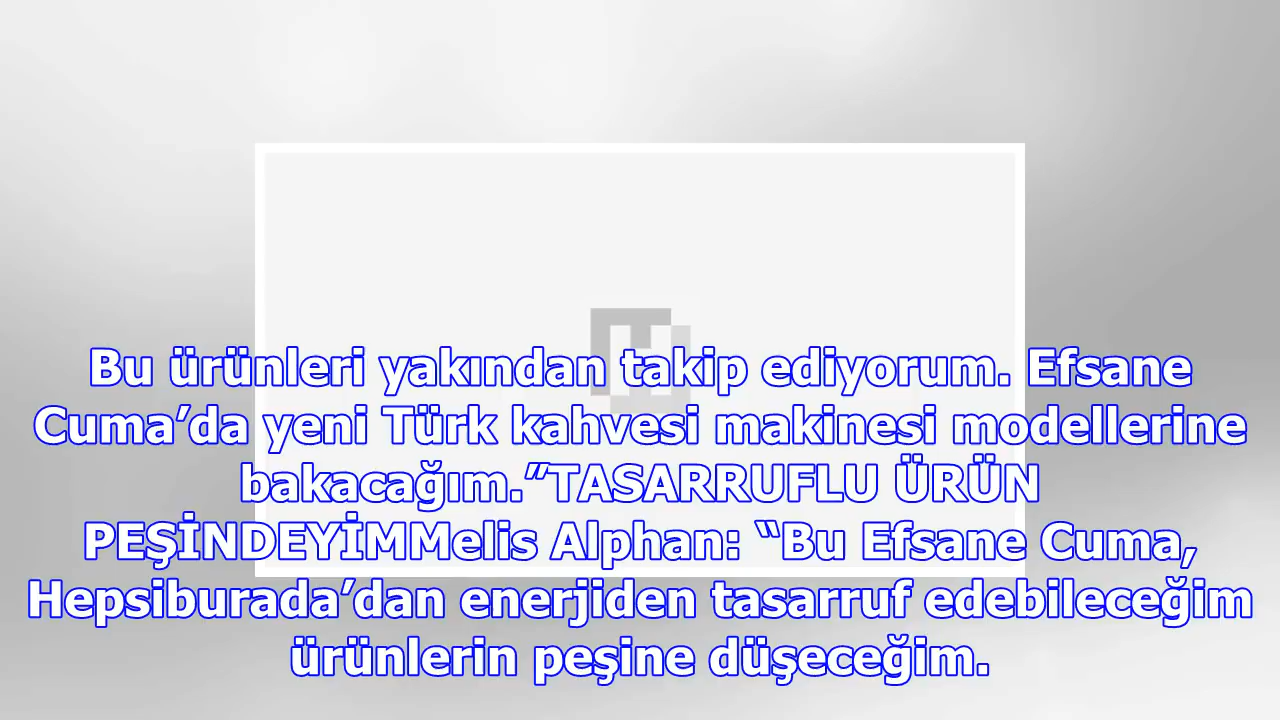 Bu ürünleri yakından takip ediyorum. Efsane
Cuma’da yeni Türk kahvesi makinesi modellerine
bakacağım.”TASARRUFLU ÜRÜN
PEŞİNDEYİMMelis Alphan: “Bu Efsane Cuma,
Hepsiburada’dan enerjiden tasarruf edebileceğim
ürünlerin peşine düşeceğim.